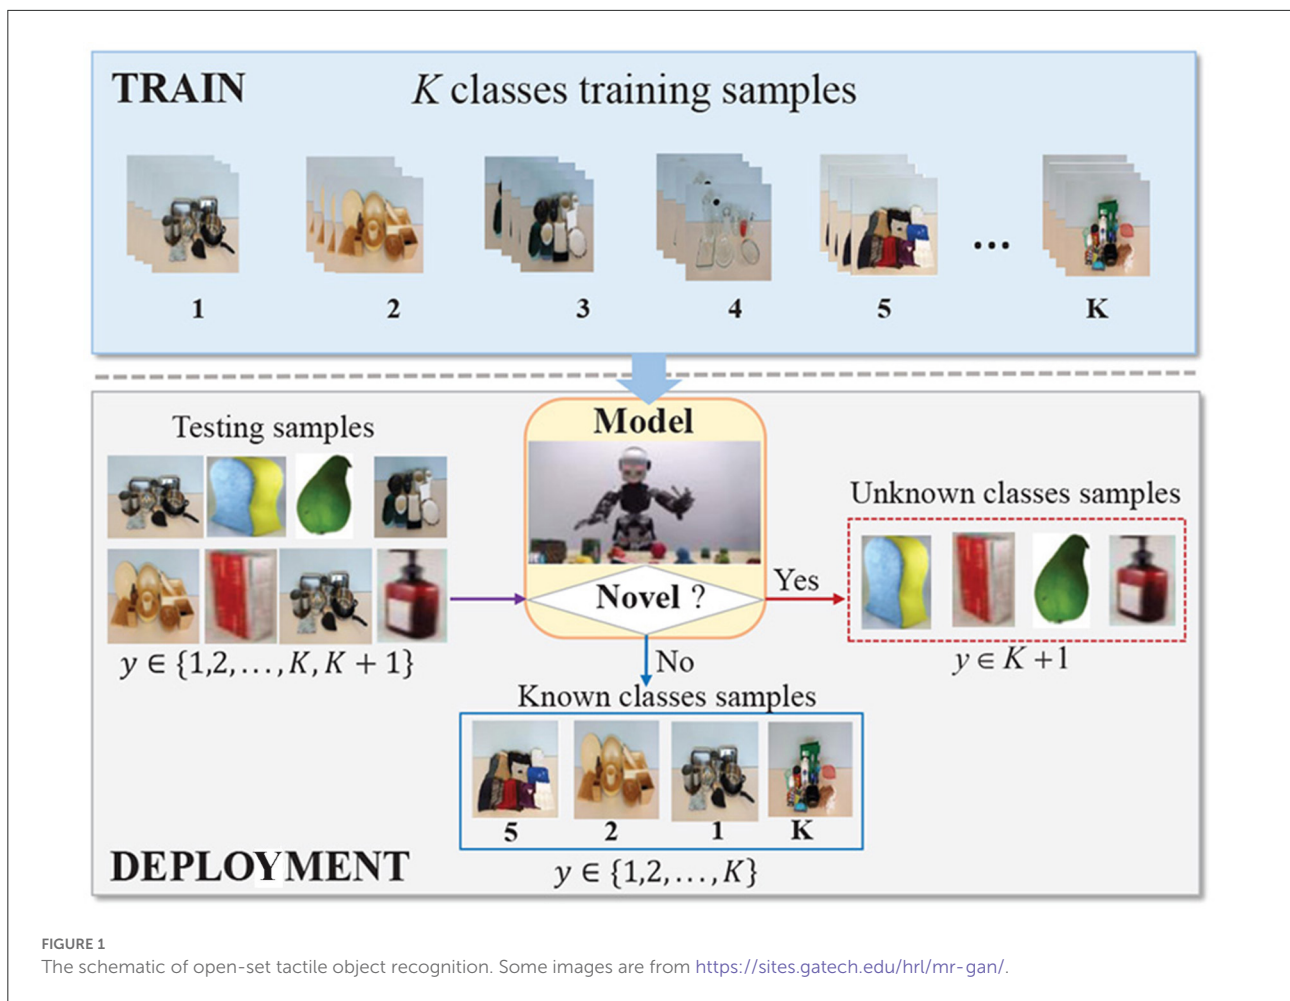 TRAIN
K classes training samples
...
1 2 3 4 5 K
Testing samples
Model
Unknown classes samples
Novel ?
Yes
y ∈ {1,2, . . . , K, K + 1}
y ∈ K +1
No
Known classes samples
5 2 1 K
DEPLOYMENT
y ∈ {1,2, . . . , K}
FIGURE 1
The schematic of open-set tactile object recognition. Some images are from https://sites.gatech.edu/hrl/mr-gan/.